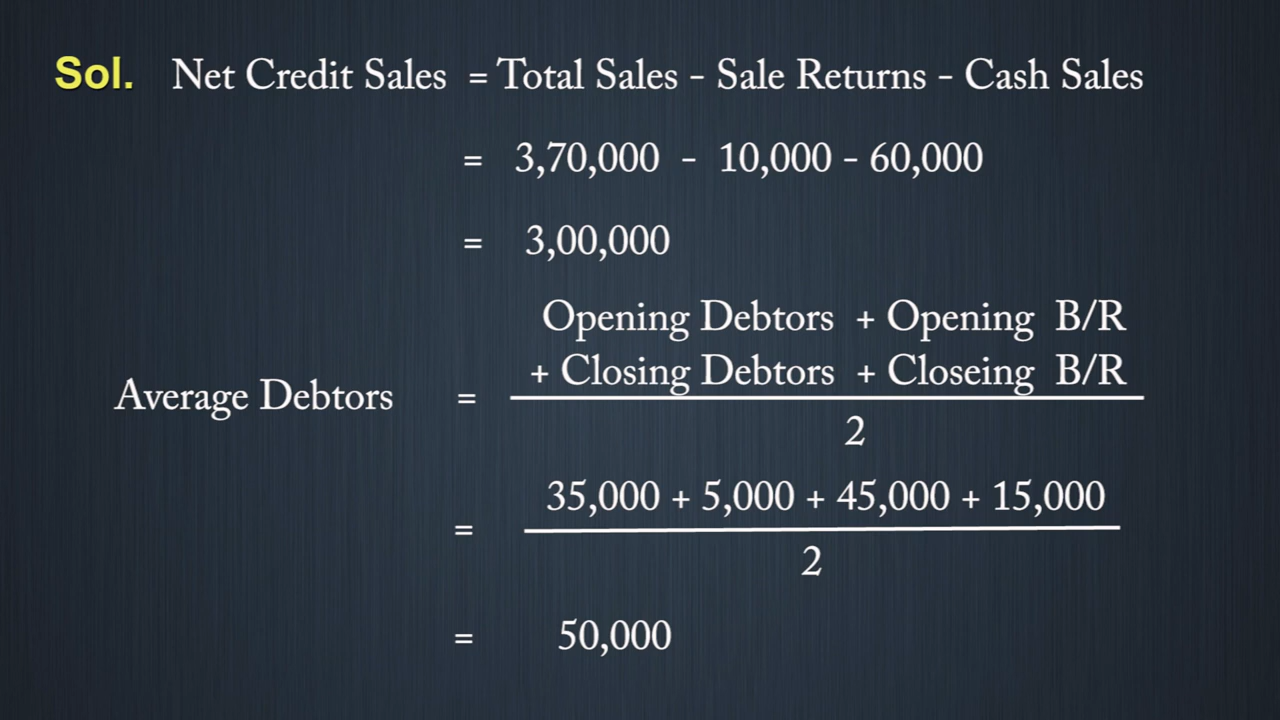 Sol. Net Credit Sales = Total Sales - Sale Returns - Cash Sales
= 3,70,000 - 10,000 - 60,000
= 3,00,000
Opening Debtors + Opening B/R
+ Closing Debtors + Closeing B/R
Average Debtors =
2
35,000 + 5,000 + 45,000 + 15,000
=
2
= 50,000